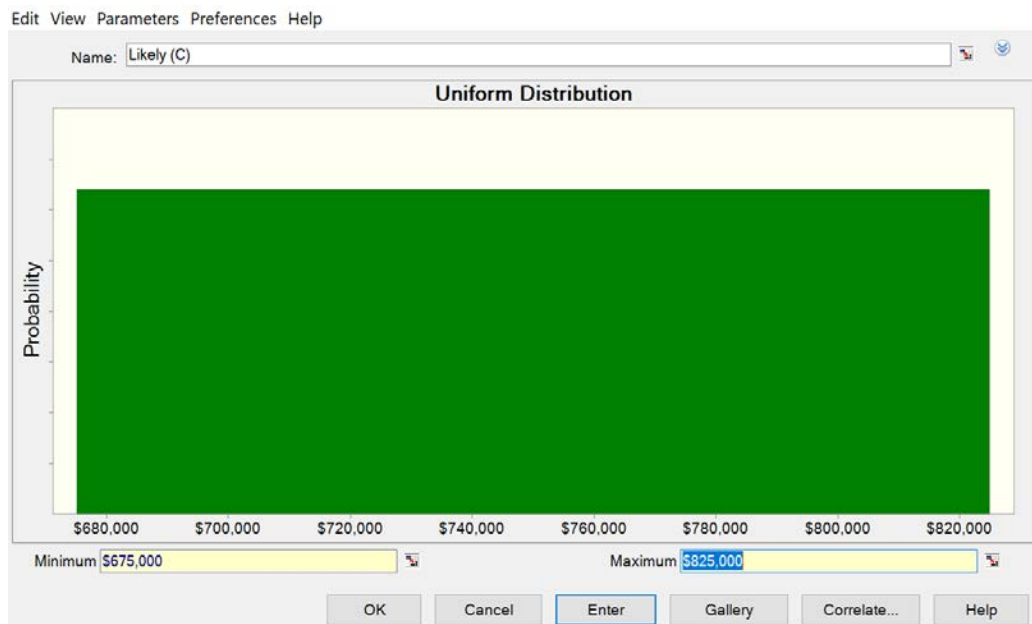 Edit View Parameters Preferences Help
Name: Likely (C)
Uniform Distribution
Probability
$680,000 $700,000 $720,000 $740,000 $760,000 $780,000 $800,000 $820,000
Minimum $675,000 Maximum $825,000
OK Cancel Enter Gallery Correlate... Help